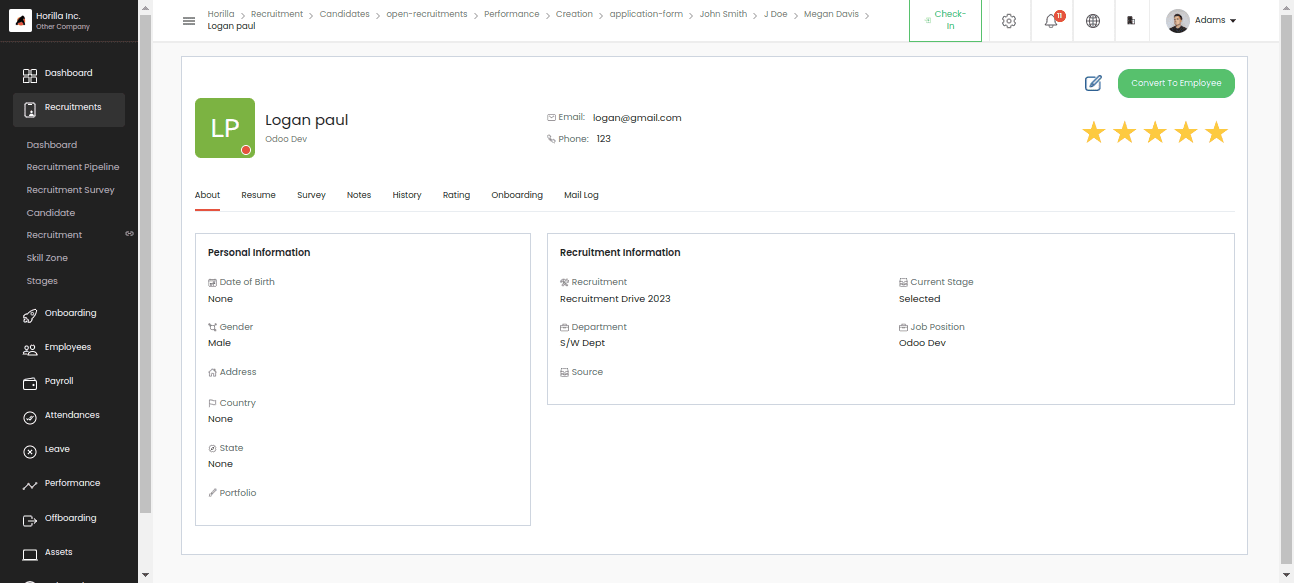 Horilla Inc.
Other Company
Dashboard
Recruitments
Dashboard
Recruitment Pipeline
Recruitment Survey
Candidate
Recruitment
Skill Zone
Stages
Onboarding
Employees
Payroll
Attendances
Leave
Performance
Offboarding
Assets
Horilla > Recruitment > Candidates > open-recruitments > Performance > Creation > application-form > John Smith > J Doe > Megan Davis >
Logan paul
Check-
In
11
Adams
Convert To Employee
LP
Logan paul
Odoo Dev
Email: logan@gmail.com
Phone: 123
About Resume Survey Notes History Rating Onboarding Mail Log
Personal Information
Date of Birth
None
Gender
Male
Address
Country
None
State
None
Portfolio
Recruitment Information
Recruitment
Recruitment Drive 2023
Current Stage
Selected
Department
S/W Dept
Job Position
Odoo Dev
Source